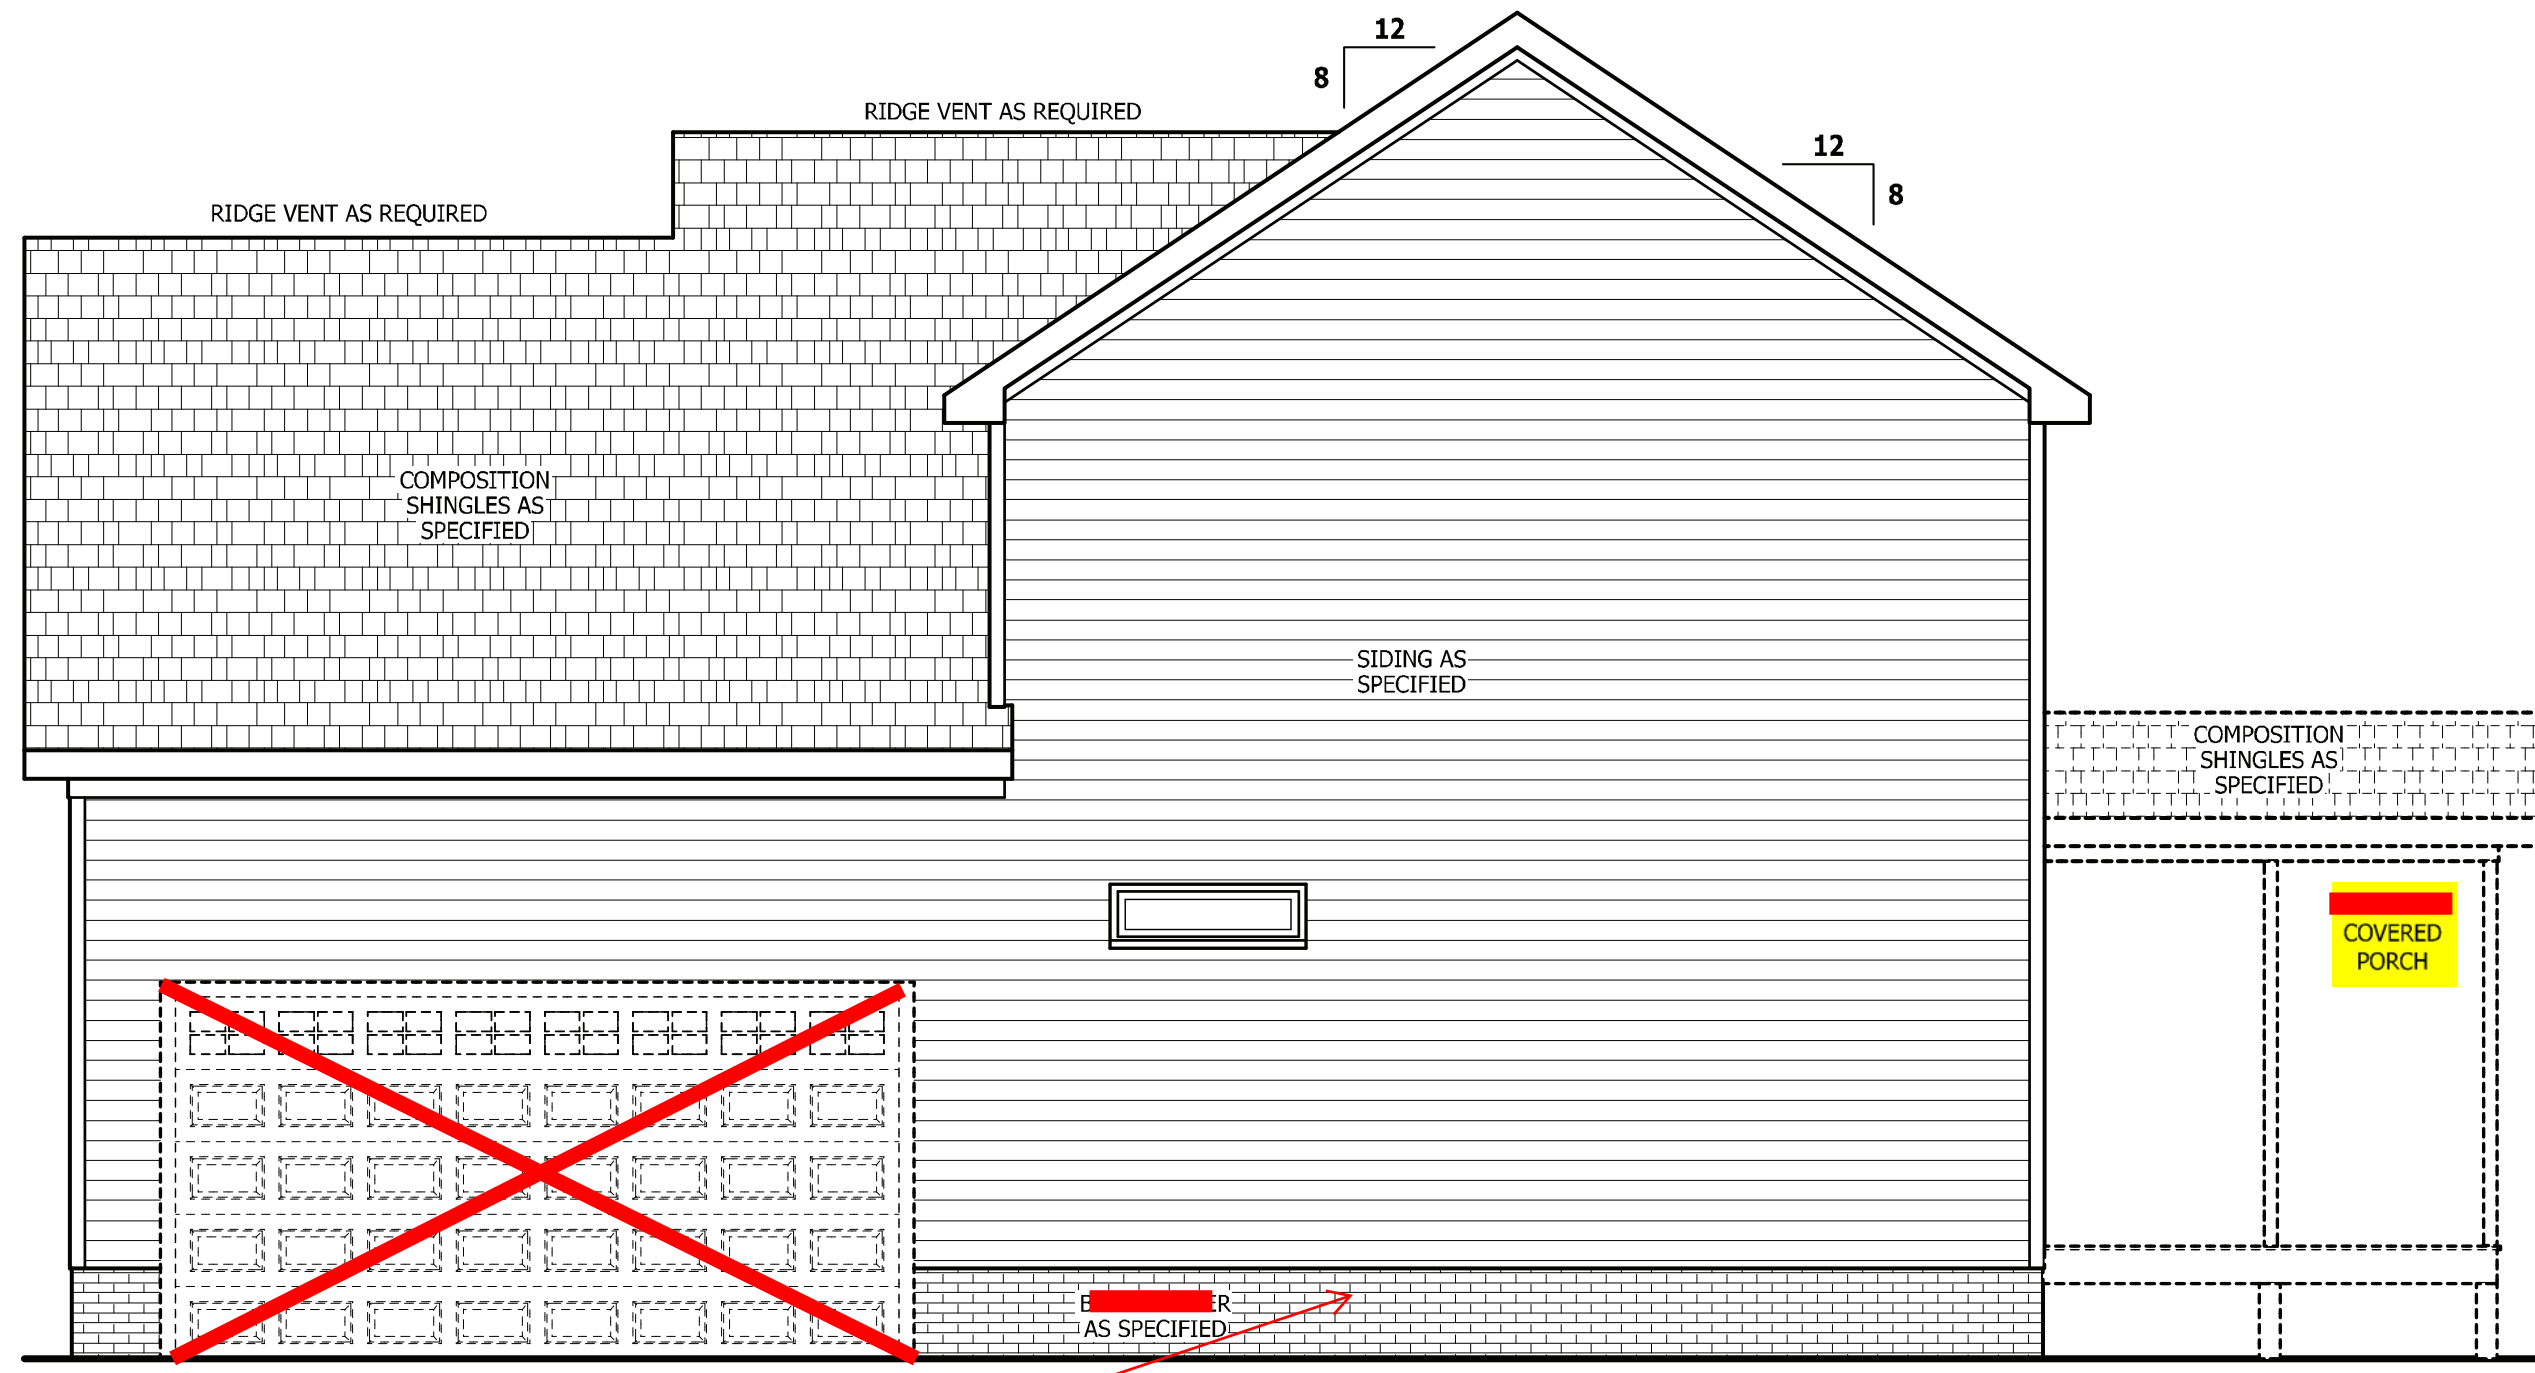 12
8
RIDGE VENT AS REQUIRED
12
8
RIDGE VENT AS REQUIRED
COMPOSITION
SHINGLES AS
SPECIFIED
SIDING AS
SPECIFIED
COMPOSITION
SHINGLES AS
SPECIFIED
COVERED
PORCH
AS SPECIFIED